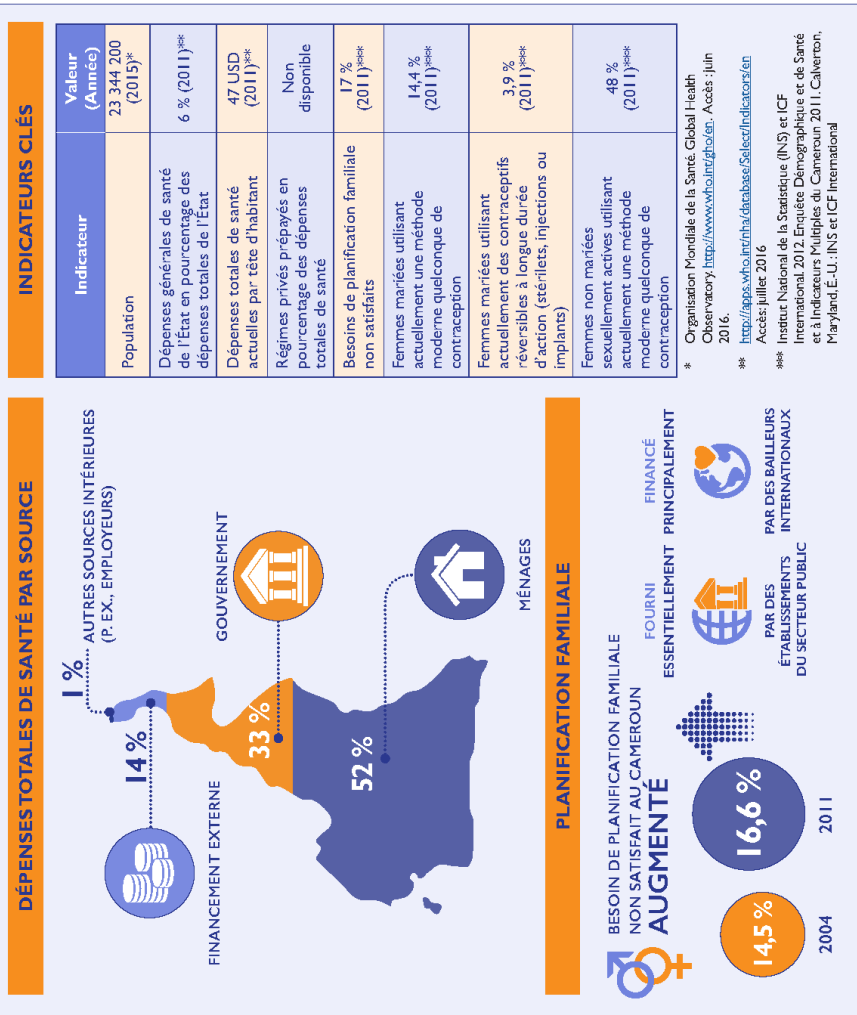 DÉPENSES TOTALES DE SANTÉ PAR SOURCE
1 %
AUTRES SOURCES INTÉRIEURES
(P. EX., EMPLOYEURS)
14 %
FINANCEMENT EXTERNE
GOUVERNEMENT
33 %
52 %
MÉNAGES
PLANIFICATION FAMILIALE
BESOIN DE PLANIFICATION FAMILIALE
NON SATISFAIT AU CAMEROUN
AUGMENTÉ
14,5 %
2004
16,6 %
2011
FOURNI
ESSENTIELLEMENT
PAR DES
ÉTABLISSEMENTS
DU SECTEUR PUBLIC
FINANCÉ
PRINCIPALEMENT
PAR DES BAILLEURS
INTERNATIONAUX
INDICATEURS CLÉS
Indicateur
Valeur
(Année)
Population
23 344 200
(2015)*
Dépenses générales de santé
de l'État en pourcentage des
dépenses totales de l'État
6 % (2011)**
Dépenses totales de santé
actuelles par tête d'habitant
47 USD
(2011)**
Régimes privés prépayés en
pourcentage des dépenses
totales de santé
Non
disponible
Besoins de planification familiale
non satisfaits
17 %
(2011)***
Femmes mariées utilisant
actuellement une méthode
moderne quelconque de
contraception
14,4 %
(2011)***
Femmes mariées utilisant
actuellement des contraceptifs
réversibles à longue durée
d'action (stérilets, injections ou
implants)
3,9 %
(2011)***
Femmes non mariées
sexuellement actives utilisant
actuellement une méthode
moderne quelconque de
contraception
48 %
(2011)***
* Organisation Mondiale de la Santé. Global Health
Observatory. http://www.who.int/gho/en. Accès : juin
2016.
** http://apps.who.int/nha/database/Select/Indicators/en
Accès: juillet 2016
*** Institut National de la Statistique (INS) et ICF
International. 2012. Enquête Démographique et de Santé
et à Indicateurs Multiples du Cameroun 2011. Calverton,
Maryland, É.-U. : INS et ICF International